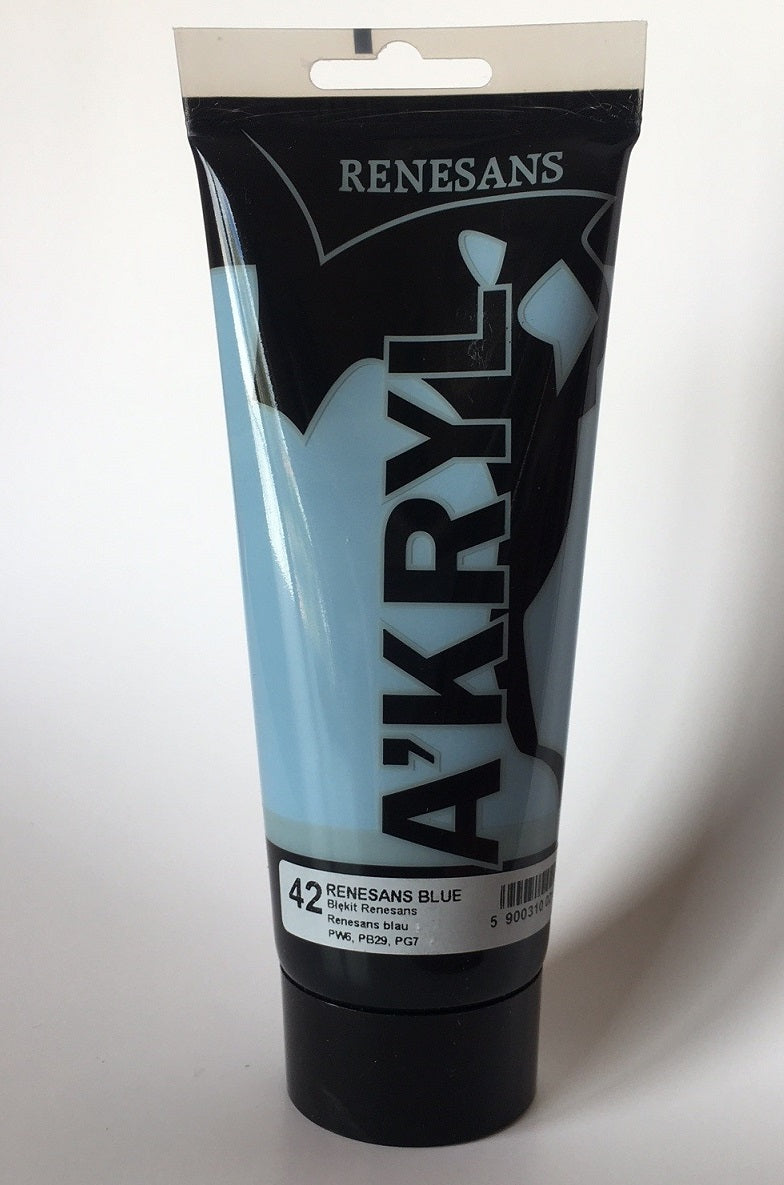 RENESANS
A'KRYL
42 RENESANS BLUE
Błękit Renesans
Renesans blau
PW6, PB29, PG7
5 900310